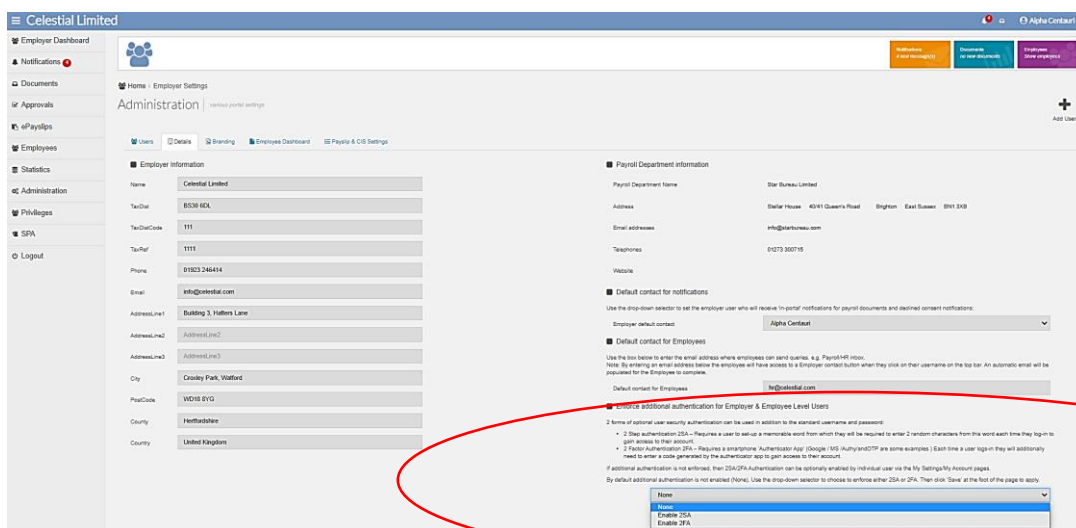 Celestial Limited
4
Alpha Centauri
Employer Dashboard
Notifications 4
Documents
Approvals
ePayslips
Employees
Statistics
Administration
Privileges
SPA
Logout
Notifications
4 new message(s)
Documents
no new documents
Employees
Show employees
Home Employer Settings
Administration various portal settings
Add User
Users Details Branding Employee Dashboard Payslip & CIS Settings
Employer information
Name Celestial Limited
TaxDist BS38 6DL
TaxDistCode 111
TaxRef 1111
Phone 01923 246414
Email info@celestial.com
AddressLine1 Building 3, Hatters Lane
AddressLine2 AddressLine2
AddressLine3 AddressLine3
City Croxley Park, Watford
PostCode WD18 8YG
County Hertfordshire
Country United Kingdom
Payroll Department information
Payroll Department Name Star Bureau Limited
Address Stellar House 40/41 Queen's Road Brighton East Sussex BN1 3XB
Email addresses info@starbureau.com
Telephones 01273 300715
Website
Default contact for notifications
Use the drop-down selector to set the employer user who will receive 'in-portal' notifications for payroll documents and declined consent notifications:
Employer default contact Alpha Centauri
Default contact for Employees
Use the box below to enter the email address where employees can send queries. e.g. Payroll/HR inbox.
Note: By entering an email address below the employee will have access to a Employer contact button when they click on their username on the top bar. An automatic email will be
populated for the Employee to complete.
Default contact for Employees hr@celestial.com
Enforce additional authentication for Employer & Employee Level Users
2 forms of optional user security authentication can be used in addition to the standard username and password:
• 2 Step authentication 2SA – Requires a user to set-up a memorable word from which they will be required to enter 2 random characters from this word each time they log-in to
gain access to their account.
• 2 Factor Authentication 2FA – Requires a smartphone 'Authenticator App' (Google / MS /Authy/andOTP are some examples.) Each time a user logs-in they will additionally
need to enter a code generated by the authenticator app to gain access to their account.
If additional authentication is not enforced, then 2SA/2FA Authentication can be optionally enabled by individual user via the My Settings/My Account pages.
By default additional authentication is not enabled (None). Use the drop-down selector to choose to enforce either 2SA or 2FA. Then click 'Save' at the foot of the page to apply.
None
None
Enable 2SA
Enable 2FA